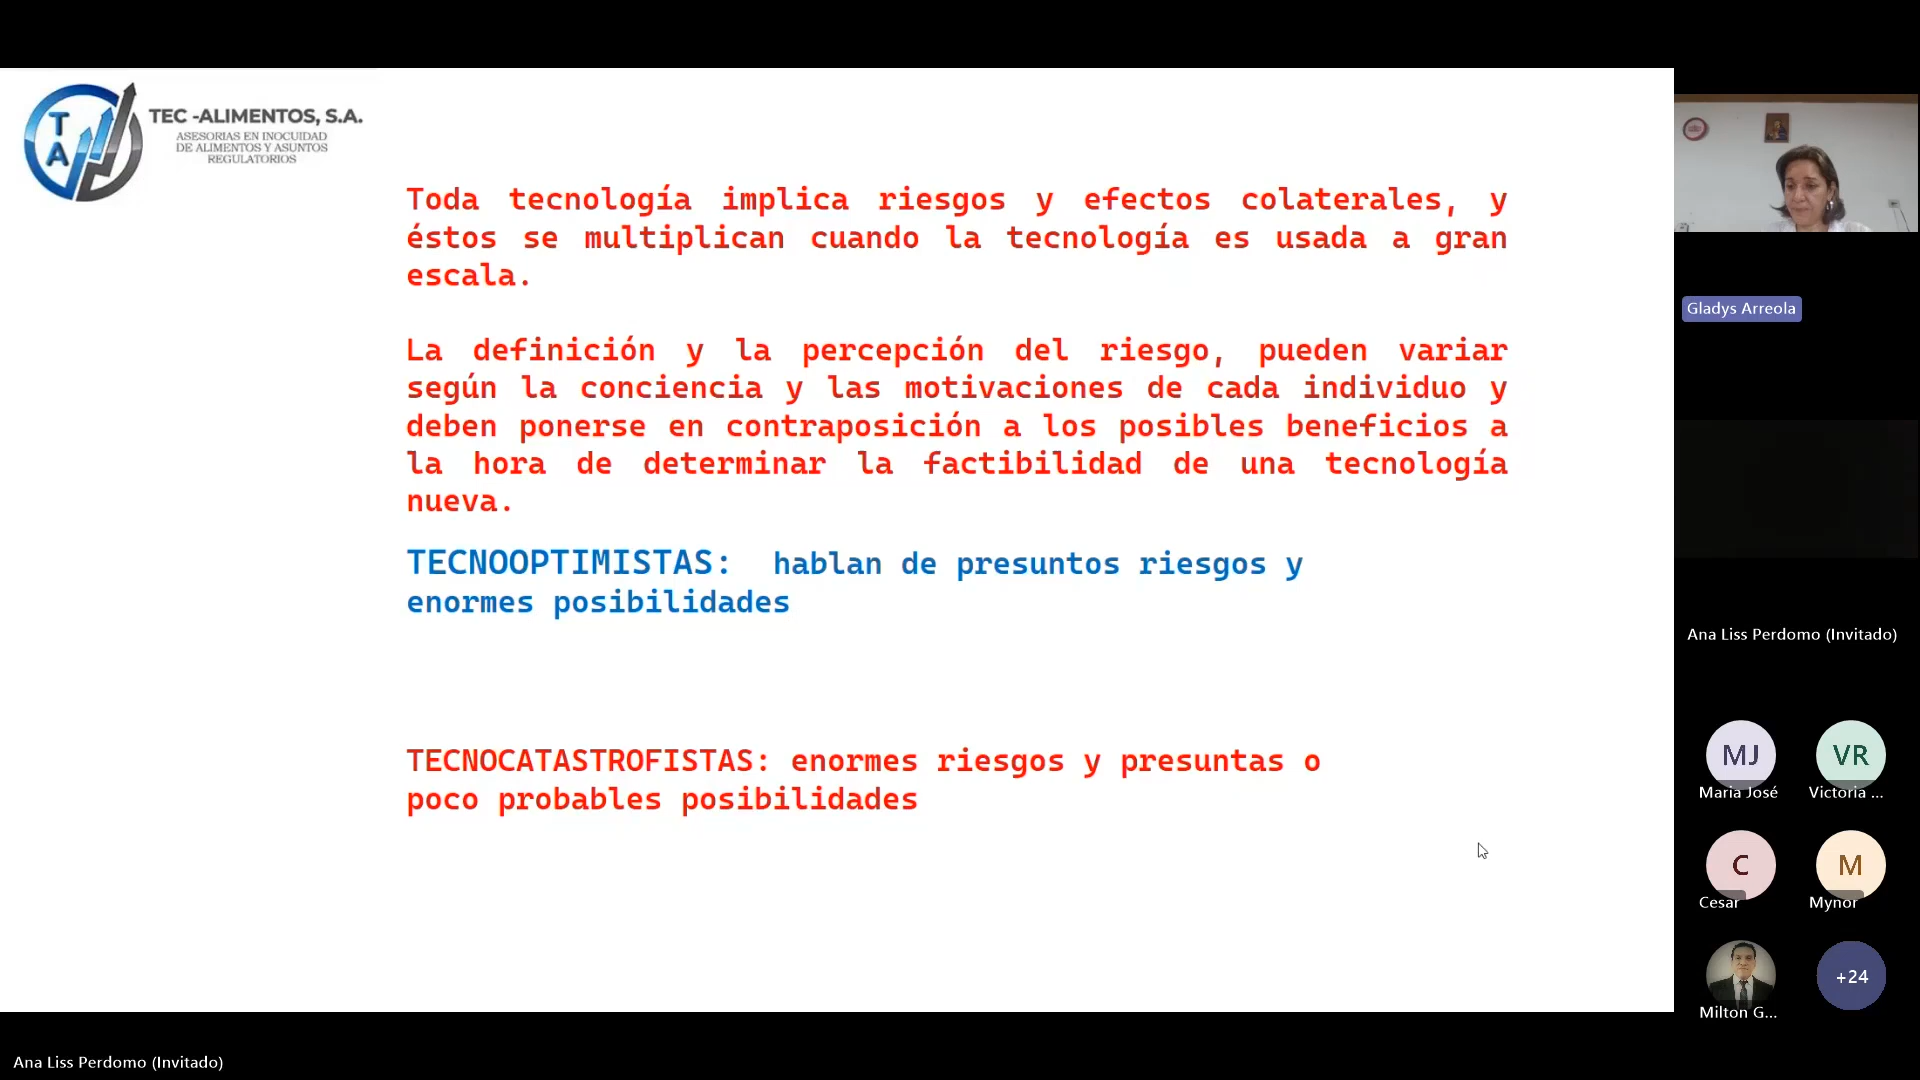 TA
TEC -ALIMENTOS, S.A.
ASESORIAS EN INOCUIDAD
DE ALIMENTOS Y ASUNTOS
REGULATORIOS
Toda tecnología implica riesgos y efectos colaterales, y
éstos se multiplican cuando la tecnología es usada a gran
escala.
La definición y la percepción del riesgo, pueden variar
según la conciencia y las motivaciones de cada individuo y
deben ponerse en contraposición a los posibles beneficios a
la hora de determinar la factibilidad de una tecnología
nueva.
TECNOOPTIMISTAS: hablan de presuntos riesgos y
enormes posibilidades
TECNOCATASTROFISTAS: enormes riesgos y presuntas o
poco probables posibilidades
Gladys Arreola
Ana Liss Perdomo (Invitado)
MJ
VR
Maria José
Victoria ...
C
M
Cesar
Mynor
+24
Milton G...
Ana Liss Perdomo (Invitado)